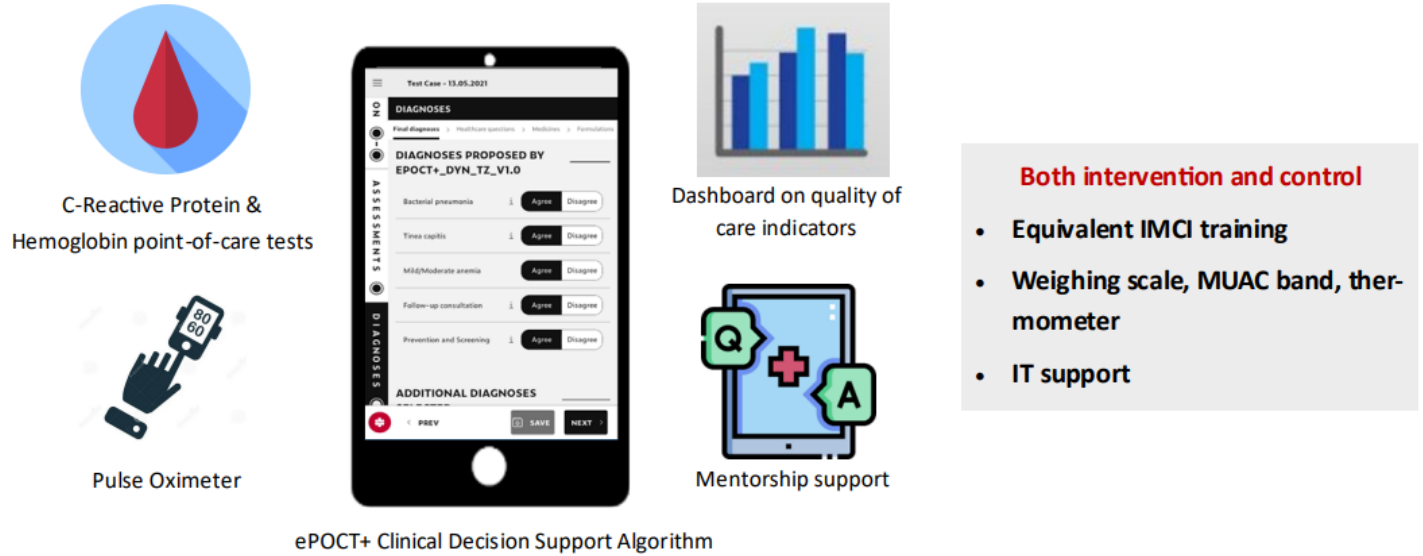 C-Reactive Protein &
Hemoglobin point-of-care tests
80
60
Pulse Oximeter
Test Case - 13.05.2021
ON
ASSESSMENTS
DIAGNOSES
DIAGNOSES
Final diagnoses > Healthcare questions > Medicines > Formulations
DIAGNOSES PROPOSED BY
EPOCT+_DYN_TZ_V1.0
Bacterial pneumonia i Agree Disagree
Tinea capitis i Agree Disagree
Mild/Moderate anemia Agree Disagree
Follow-up consultation i Agree Disagree
Prevention and Screening i Agree Disagree
ADDITIONAL DIAGNOSES
< PREV SAVE NEXT >
ePOCT+ Clinical Decision Support Algorithm
Dashboard on quality of
care indicators
Q
A
Mentorship support
Both intervention and control
• Equivalent IMCI training
• Weighing scale, MUAC band, ther-
mometer
• IT support